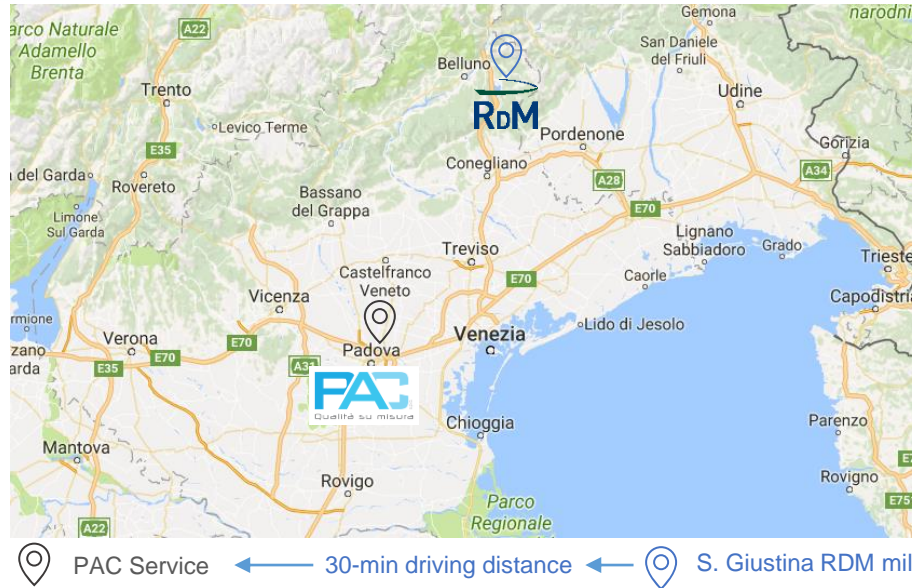 arco Naturale
Adamello
Brenta
A22
Gemona
narodni
San Daniele
del Friuli
Belluno
Trento
Udine
RDM
Levico Terme
Pordenone
E35
Gorizia
Conegliano
A34
del Garda
Rovereto
A28
Bassano
del Grappa
E70
Limone
Sul Garda
Lignano
Sabbiadoro
Grado
Treviso
Trieste
Castelfranco
Veneto
E70
Caorle
Vicenza
Capodistria
rmione
Lido di Jesolo
Venezia
Verona
E70
Padova
zano
arda
E70
E35
A31
PAC
Qualità su misura
Chioggia
Parenzo
Mantova
E7
Rovigo
Rovigno
E75
Parco
Regionale
A22
PAC Service 30-min driving distance S. Giustina RDM mil